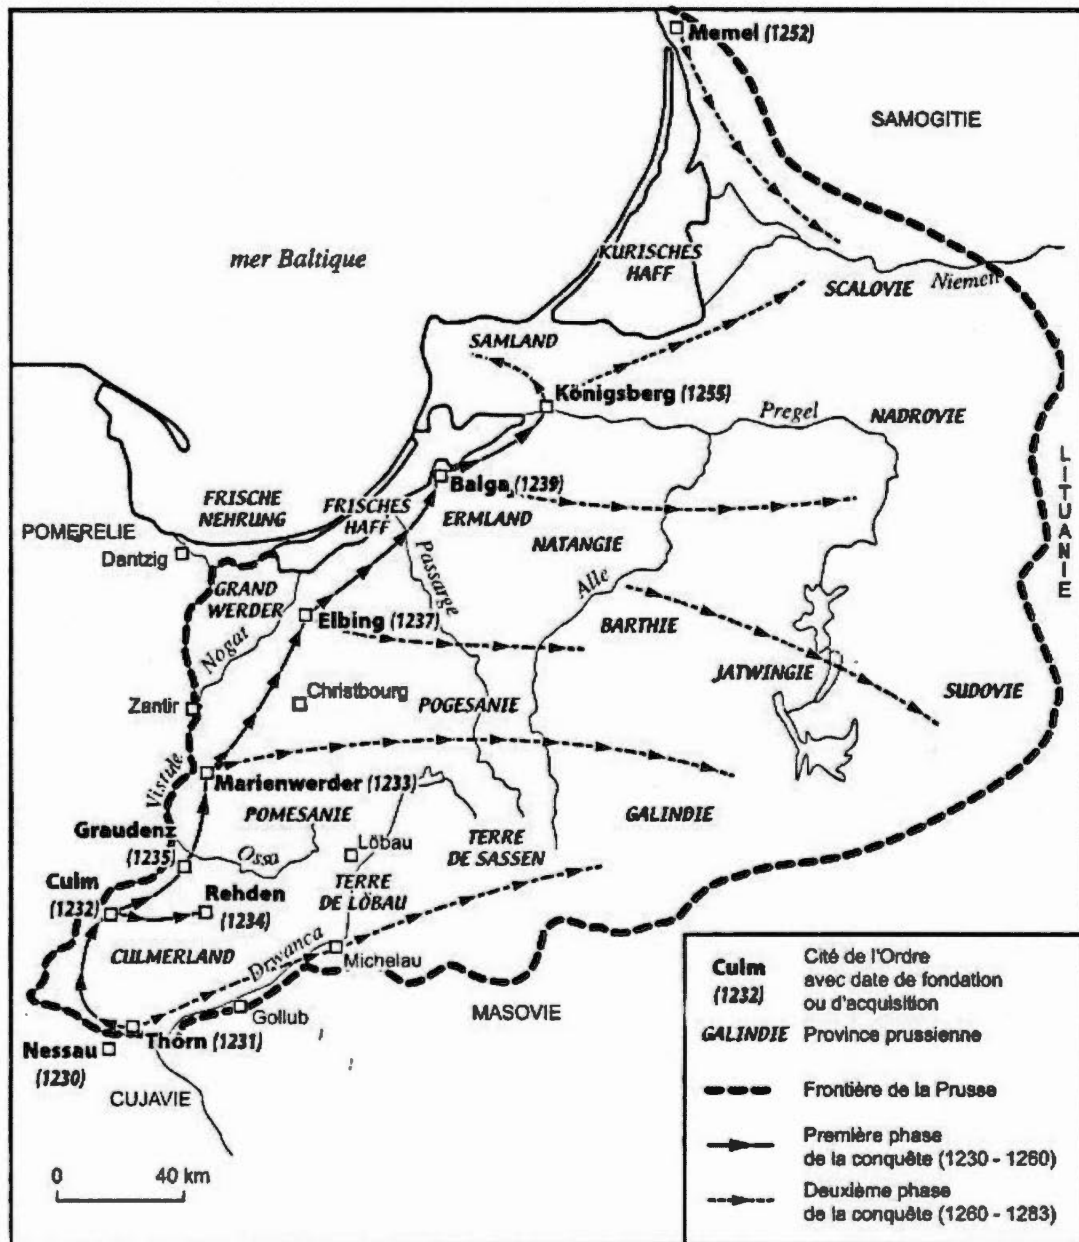 Memel (1252)
SAMOGITIE
mer Baltique
KURISCHES
HAFF
SCALOVIE
Niemen
SAMLAND
Königsberg (1255)
Pregel
NADROVIE
LITUANIE
Balga (1239)
FRISCHE
NEHRUNG
FRISCHES
HAFF
ERMLAND
POMERELIE
Dantzig
NATANGIE
Passarge
Alle
GRAND
WERDER
Elbing (1237)
BARTHIE
Nogat
JATWINGIE
SUDOVIE
Zantir
Christbourg
POGESANIE
Vistule
Marienwerder (1233)
POMESANIE
GALINDIE
Graudenz
(1235)
Ossa
Löbau
TERRE
DE SASSEN
Culm
(1232)
Rehden
(1234)
TERRE
DE LÖBAU
CULMERLAND
Drwanca
Michelau
MASOVIE
Gollub
Thorn (1231)
Nessau
(1230)
CUJAVIE
0 40 km
Culm
(1232)
Cité de l'Ordre
avec date de fondation
ou d'acquisition
GALINDIE Province prussienne
Frontière de la Prusse
Première phase
de la conquête (1230 - 1260)
Deuxième phase
de la conquête (1260 - 1283)